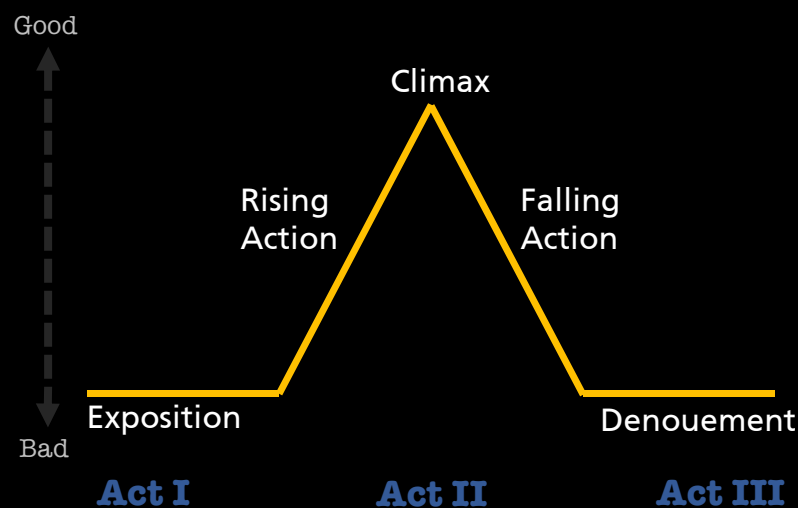 Good
Climax
Rising
Action
Falling
Action
Exposition
Denouement
Bad
Act I
Act II
Act III